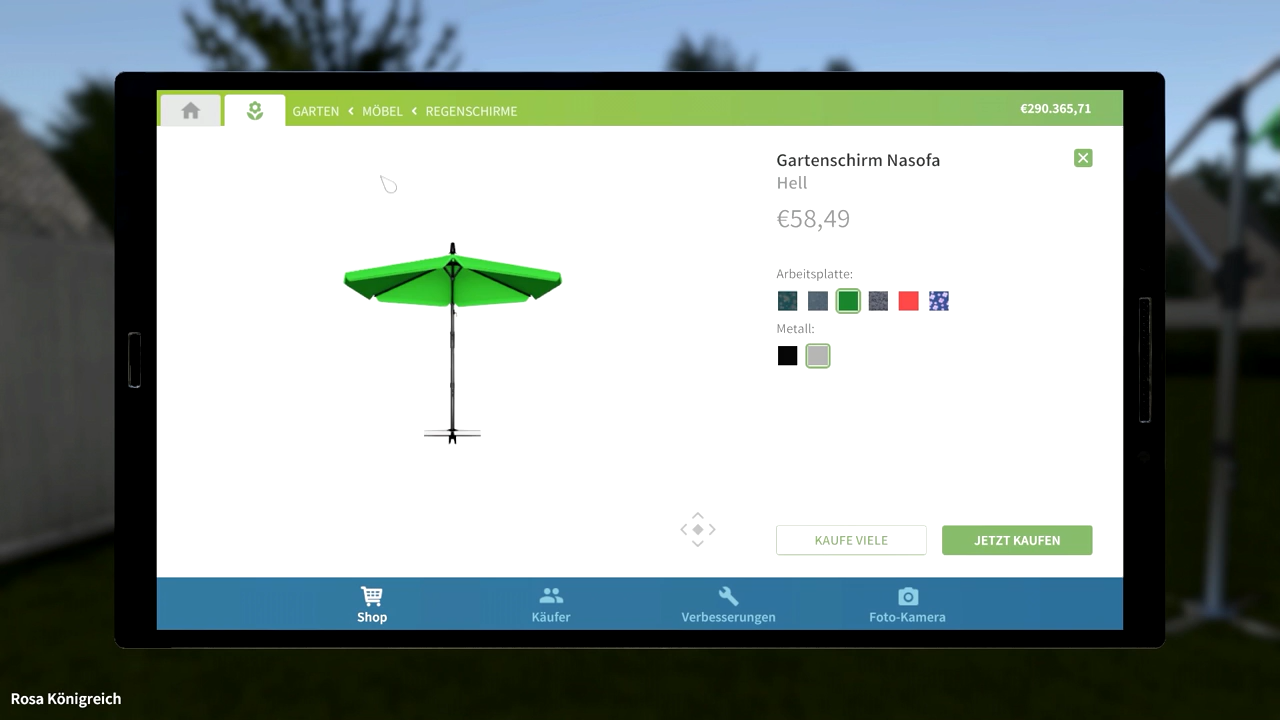 GARTEN < MÖBEL < REGENSCHIRME
€290.365,71
Gartenschirm Nasofa
Hell
€58,49
Arbeitsplatte:
Metall:
KAUFE VIELE
JETZT KAUFEN
Shop
Käufer
Verbesserungen
Foto-Kamera
Rosa Königreich